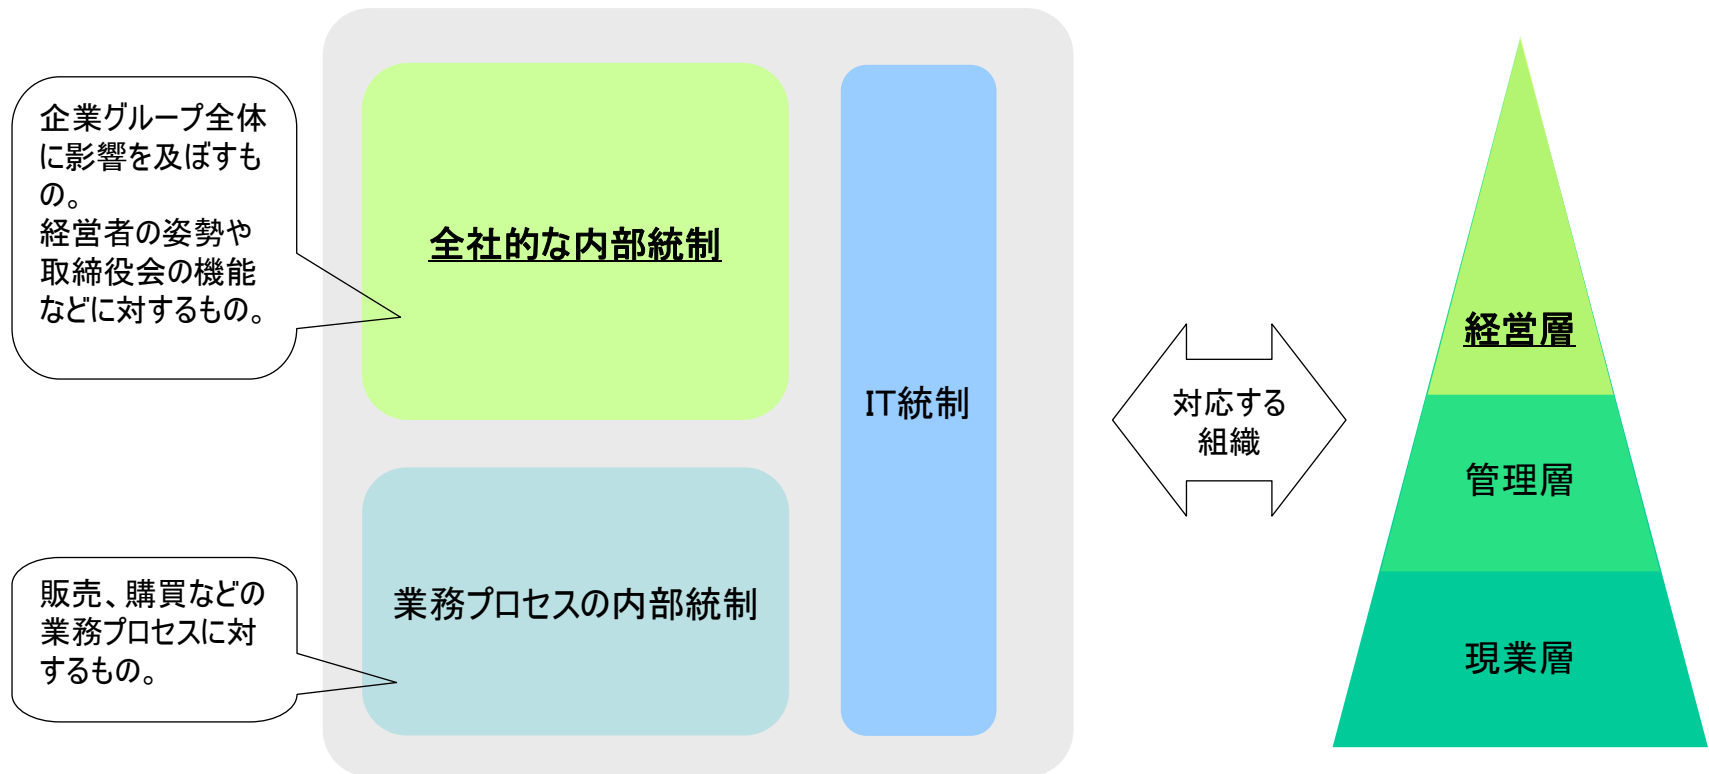 企業グループ全体
に影響を及ぼすも
の。
経営者の姿勢や
取締役会の機能
などに対するもの。
全社的な内部統制
IT統制
業務プロセスの内部統制
販売、購買などの
業務プロセスに対
するもの。
対応する
組織
経営層
管理層
現業層